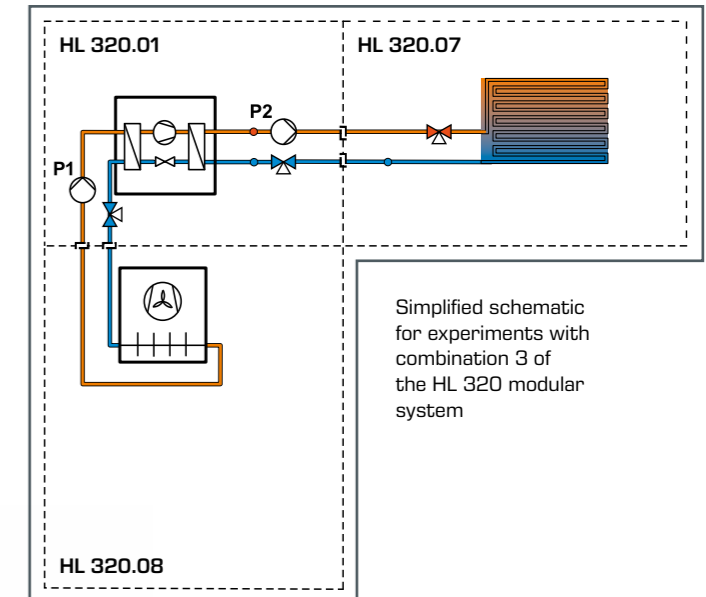 HL 320.01
HL 320.07
P2
P1
Simplified schematic
for experiments with
combination 3 of
the HL 320 modular
system
HL 320.08